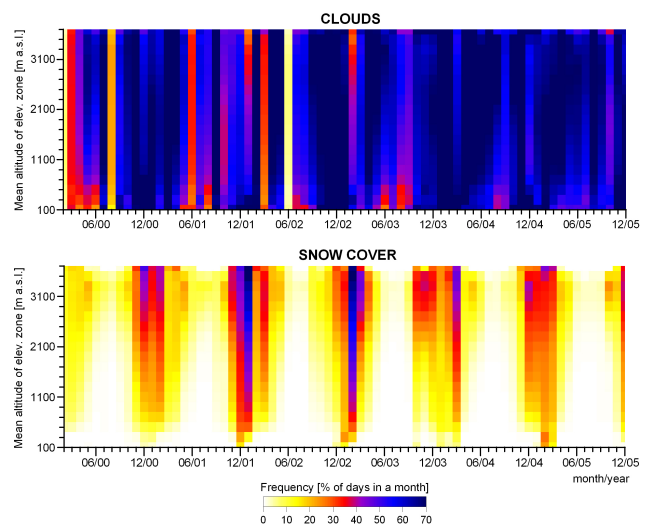 CLOUDS
Mean altitude of elev. zone [m a.s.l.]
3100
2100
1100
100
06/00 12/00 06/01 12/01 06/02 12/02 06/03 12/03 06/04 12/04 06/05 12/05
SNOW COVER
Mean altitude of elev. zone [m a.s.l.]
3100
2100
1100
100
06/00 12/00 06/01 12/01 06/02 12/02 06/03 12/03 06/04 12/04 06/05 12/05
month/year
Frequency [% of days in a month]
0 10 20 30 40 50 60 70